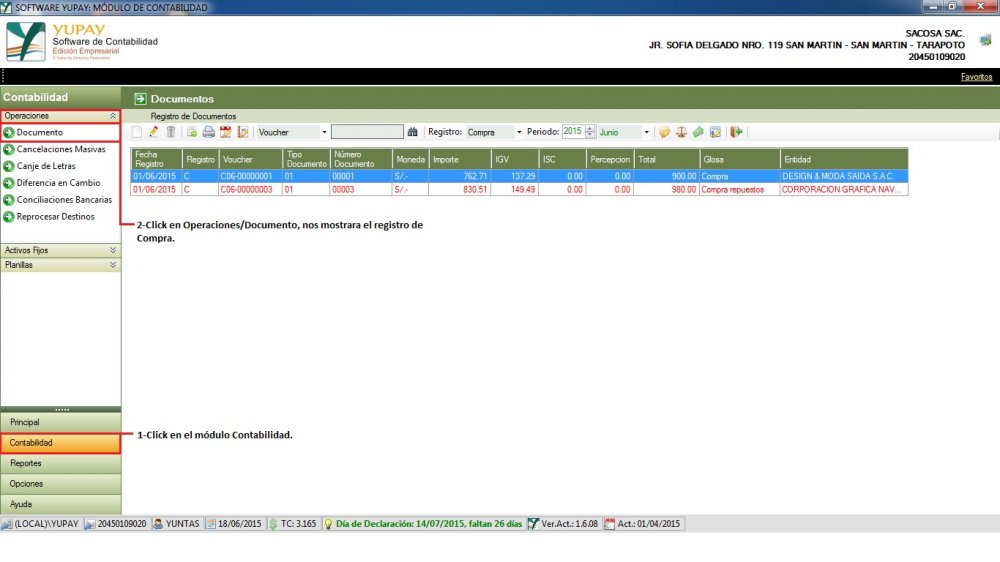 SOFTWARE YUPAY: MÓDULO DE CONTABILIDAD
YUPAY
Software de Contabilidad
Edición Empresarial
© Todos los Derechos Reservados
SACOSA SAC.
JR. SOFIA DELGADO NRO. 119 SAN MARTIN - SAN MARTIN - TARAPOTO
20450109020
Favoritos
Contabilidad
Operaciones
Documento
Cancelaciones Masivas
Canje de Letras
Diferencia en Cambio
Conciliaciones Bancarias
Reprocesar Destinos
Activos Fijos
Planillas
Documentos
Registro de Documentos
Voucher Registro: Compra Periodo: 2015 Junio
Fecha Registro Registro Voucher Tipo Documento Número Documento Moneda Importe IGV ISC Percepcion Total Glosa Entidad
01/06/2015 C C06-00000001 01 00001 S/.- 762.71 137.29 0.00 0.00 900.00 Compra DESIGN & MODA SAIDA S.A.C.
01/06/2015 C C06-00000003 01 00003 S/.- 830.51 149.49 0.00 0.00 980.00 Compra repuestos CORPORACION GRAFICA NAV...
2-Click en Operaciones/Documento, nos mostrara el registro de
Compra.
1-Click en el módulo Contabilidad.
Principal
Contabilidad
Reportes
Opciones
Ayuda
(LOCAL)\YUPAY 20450109020 YUNTAS 18/06/2015 TC: 3.165 Día de Declaración: 14/07/2015, faltan 26 días Ver.Act.: 1.6.08 Act.: 01/04/2015